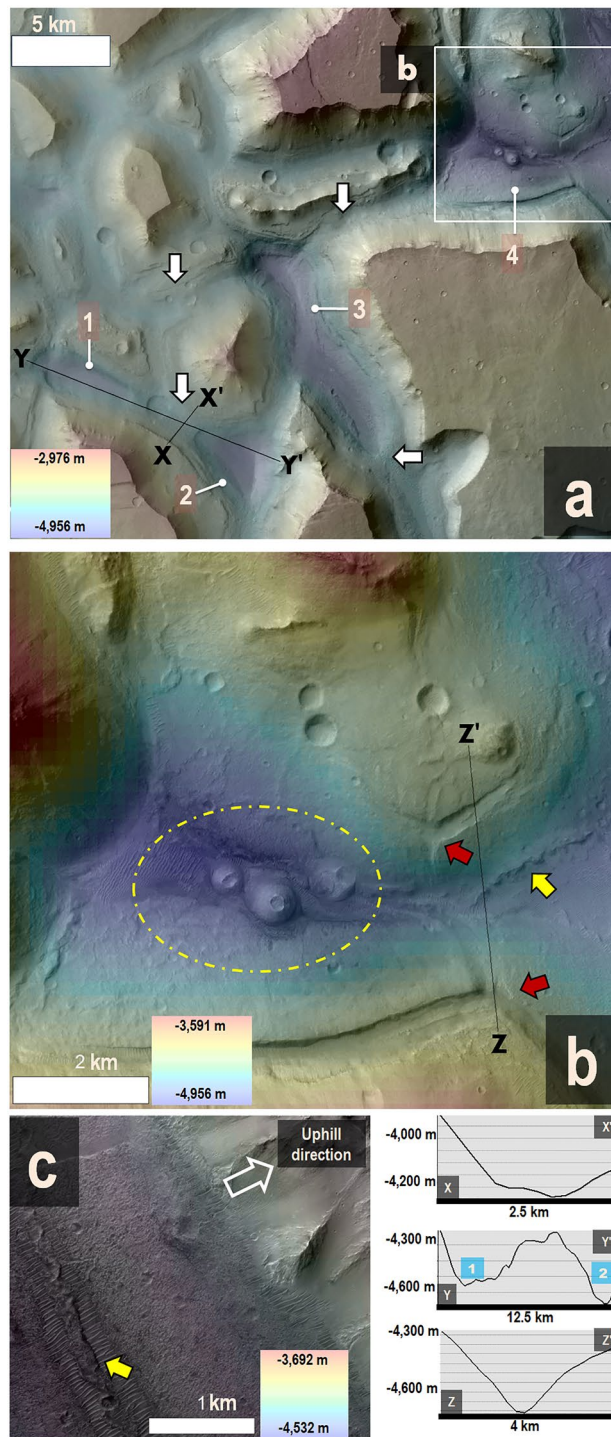 5 km
b
4
3
1
Y
X'
X
Y'
2
-2,976 m
-4,956 m
a
Z'
Z
-3,591 m
-4,956 m
2 km
b
c
Uphill
direction
-3,692 m
-4,532 m
1 km
-4,000 m
-4,200 m
X
X'
2.5 km
-4,300 m
-4,600 m
1
2
Y
Y'
12.5 km
-4,300 m
-4,600 m
Z
Z'
4 km